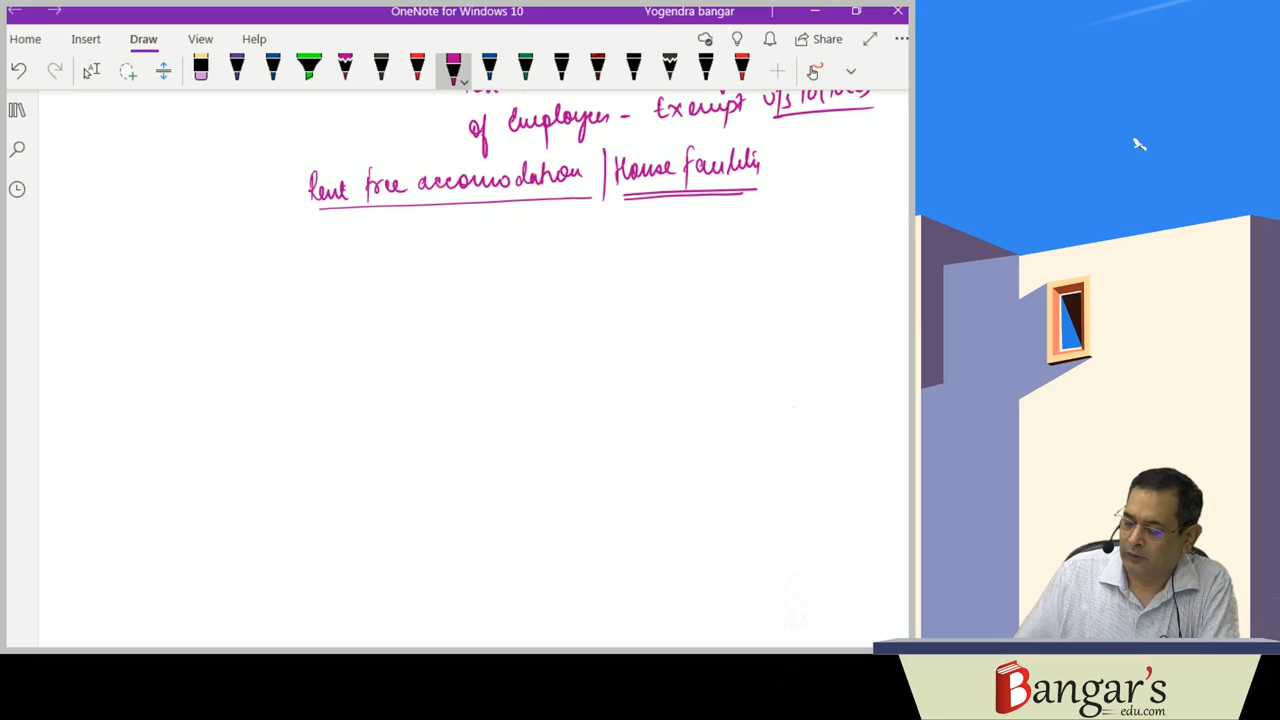 OneNote for Windows 10
Yogendra bangar
Home Insert Draw View Help
Share
of Employees - Exempt
Rent free accomodation | House facility
Bangar's
edu.com